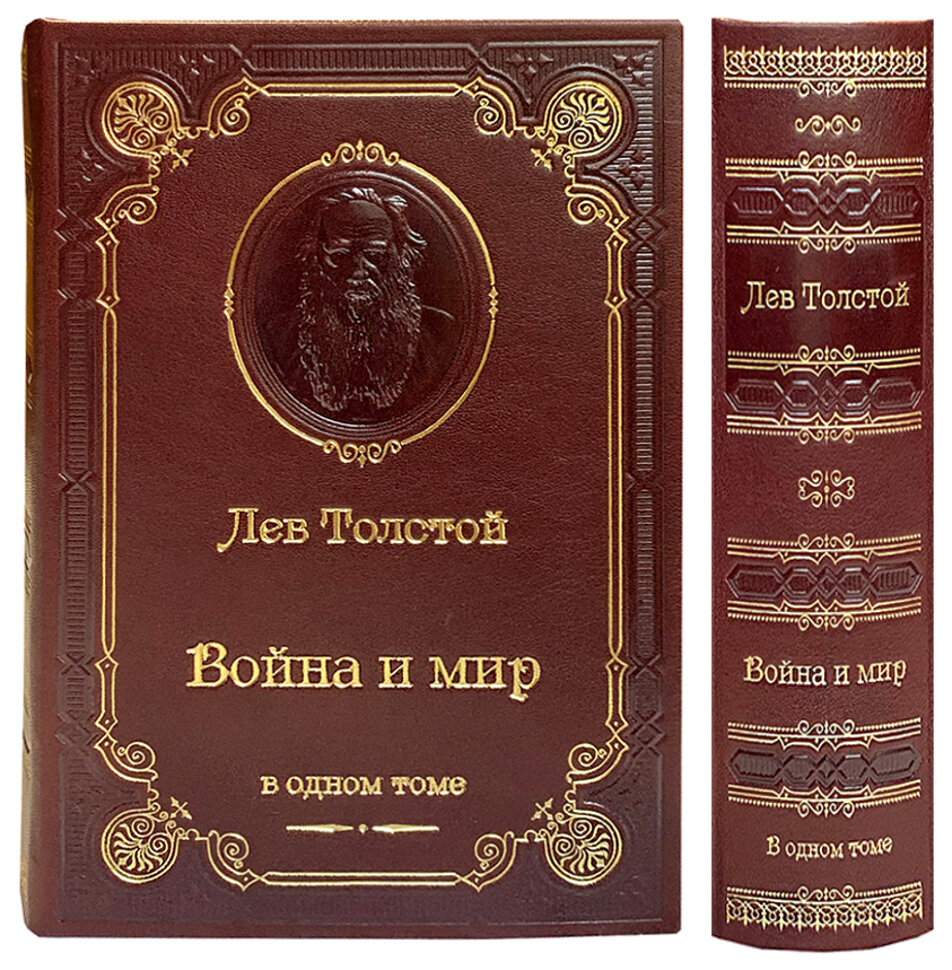 Лев Толстой
Война и мир
в одном томе
Лев Толстой
Война и мир
В одном томе